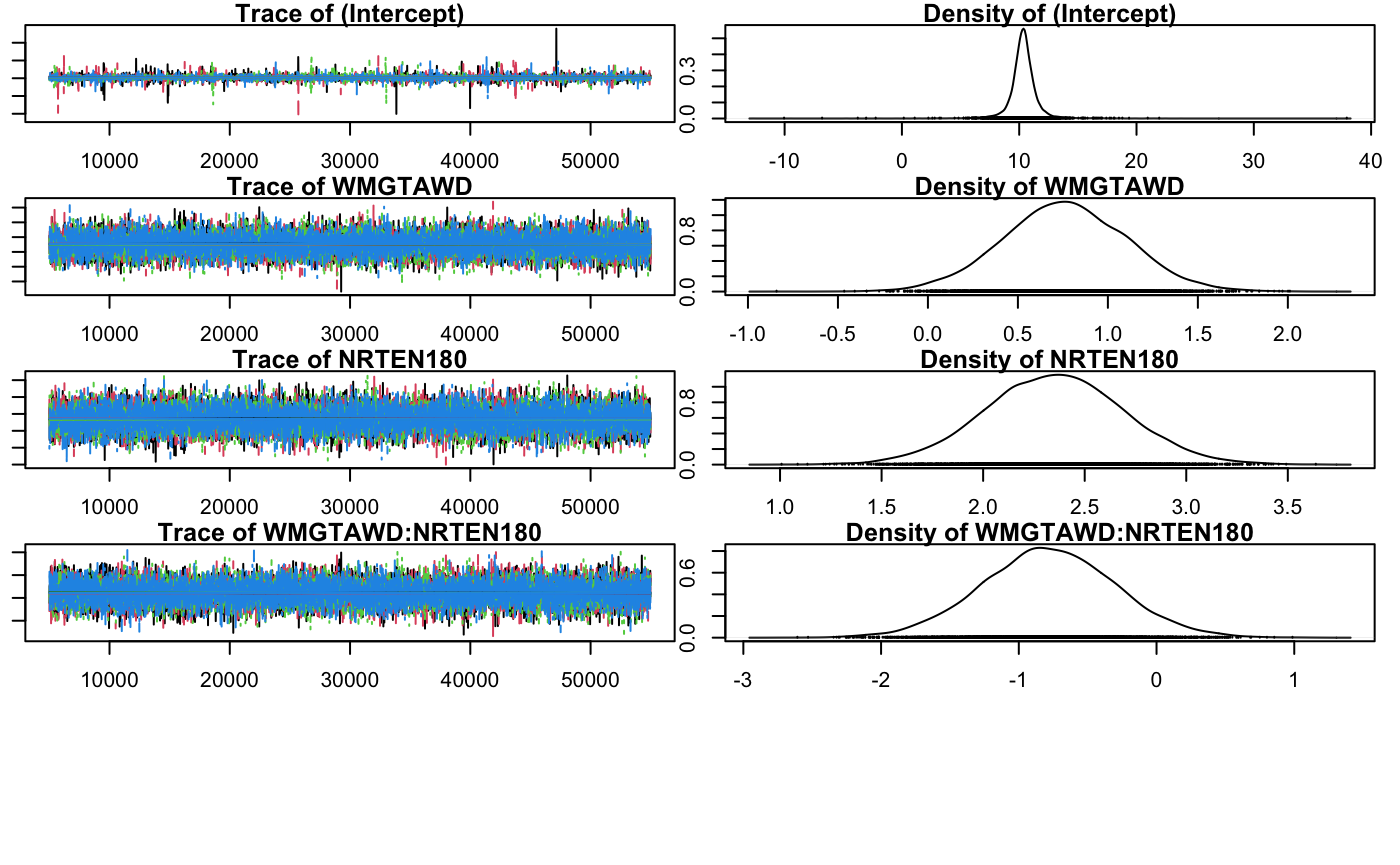 Trace of (Intercept) Density of (Intercept)
0.0 0.3
10000 20000 30000 40000 50000 -10 0 10 20 30 40
Trace of WMGTAWD Density of WMGTAWD
0.0 0.8
10000 20000 30000 40000 50000 -1.0 -0.5 0.0 0.5 1.0 1.5 2.0
Trace of NRTEN180 Density of NRTEN180
0.0 0.8
10000 20000 30000 40000 50000 1.0 1.5 2.0 2.5 3.0 3.5
Trace of WMGTAWD:NRTEN180 Density of WMGTAWD:NRTEN180
0.0 0.6
10000 20000 30000 40000 50000 -3 -2 -1 0 1